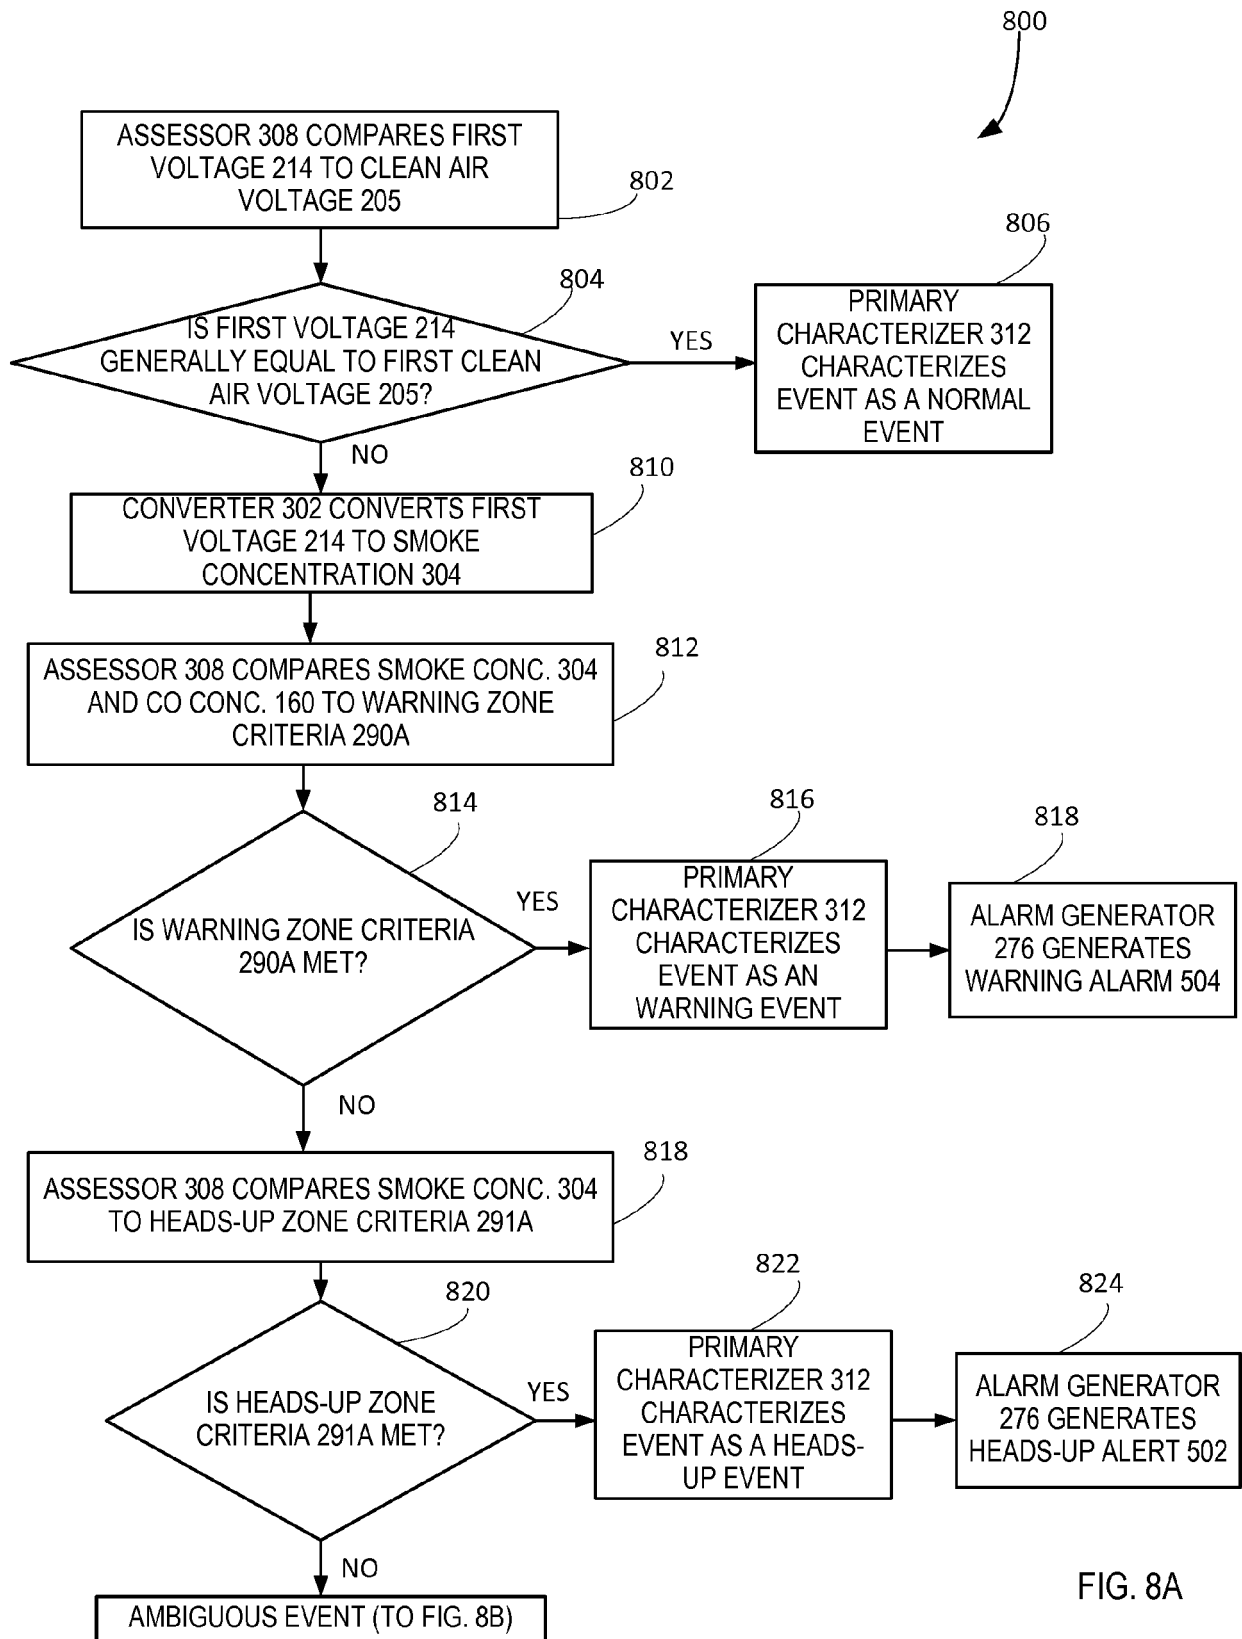 800
ASSESSOR 308 COMPARES FIRST
VOLTAGE 214 TO CLEAN AIR
VOLTAGE 205
802
804
IS FIRST VOLTAGE 214
GENERALLY EQUAL TO FIRST CLEAN
AIR VOLTAGE 205?
YES
806
PRIMARY
CHARACTERIZER 312
CHARACTERIZES
EVENT AS A NORMAL
EVENT
NO
810
CONVERTER 302 CONVERTS FIRST
VOLTAGE 214 TO SMOKE
CONCENTRATION 304
812
ASSESSOR 308 COMPARES SMOKE CONC. 304
AND CO CONC. 160 TO WARNING ZONE
CRITERIA 290A
814
IS WARNING ZONE CRITERIA
290A MET?
YES
816
PRIMARY
CHARACTERIZER 312
CHARACTERIZES
EVENT AS AN
WARNING EVENT
818
ALARM GENERATOR
276 GENERATES
WARNING ALARM 504
NO
818
ASSESSOR 308 COMPARES SMOKE CONC. 304
TO HEADS-UP ZONE CRITERIA 291A
820
IS HEADS-UP ZONE
CRITERIA 291A MET?
YES
822
PRIMARY
CHARACTERIZER 312
CHARACTERIZES
EVENT AS A HEADS-
UP EVENT
824
ALARM GENERATOR
276 GENERATES
HEADS-UP ALERT 502
NO
AMBIGUOUS EVENT (TO FIG. 8B)
FIG. 8A